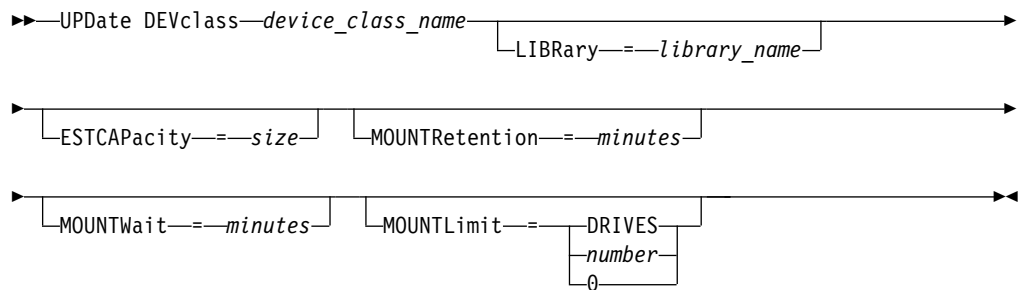 ►►—UPDate DEVclass—device_class_name
LIBRary—=—library_name
ESTCAPacity—=—size
MOUNTRetention—=—minutes
MOUNTWait—=—minutes
MOUNTLimit—=—DRIVES
number
0